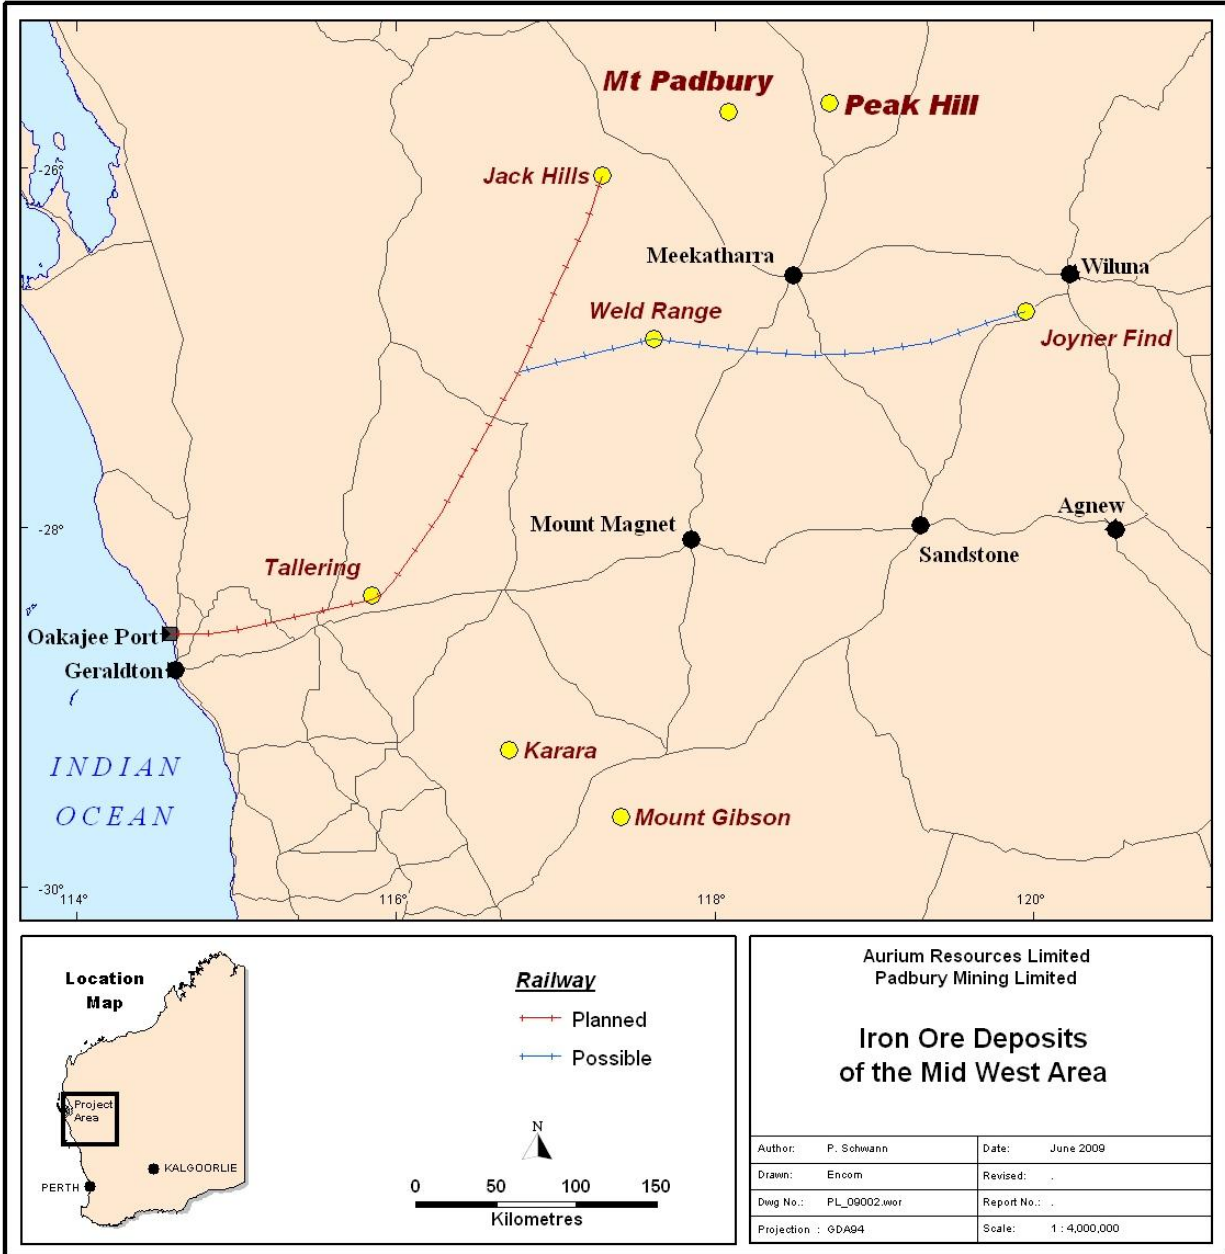 Mt Padbury
Peak Hill
-26°
Jack Hills
Meekatharra
Wiluna
Weld Range
Joyner Find
-28°
Agnew
Mount Magnet
Sandstone
Tallering
Oakajee Port
Geraldton
Karara
INDIAN
OCEAN
Mount Gibson
-30°
114°
116°
118°
120°
Location
Map
Project
Area
KALGOORLIE
PERTH
Railway
Planned
Possible
N
0 50 100 150
Kilometres
Aurium Resources Limited
Padbury Mining Limited
Iron Ore Deposits
of the Mid West Area
Author: P. Schwann Date: June 2009
Drawn: Encom Revised: .
Dwg No.: PL_09002.wor Report No.: .
Projection : GDA94 Scale: 1 : 4,000,000